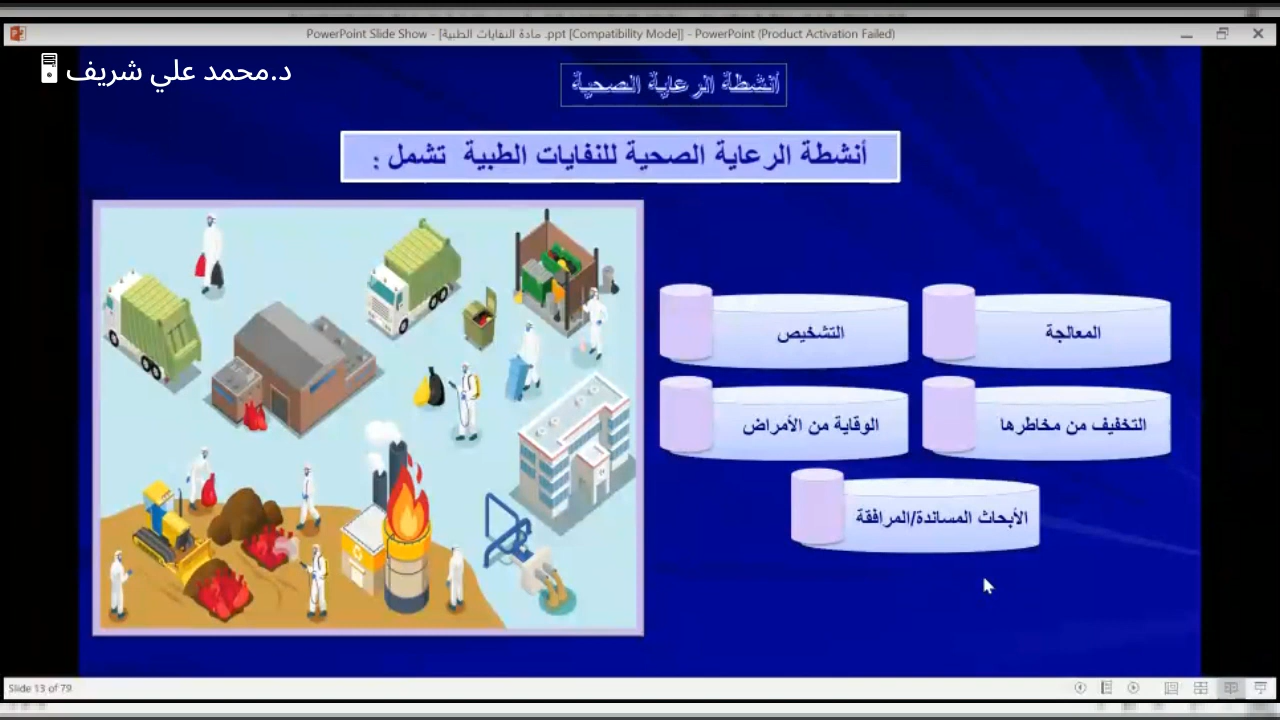 PowerPoint Slide Show - [مادة النفايات الطبية .ppt [Compatibility Mode]] - PowerPoint (Product Activation Failed)
د.محمد علي شريف
أنشطة الرعاية الصحية
أنشطة الرعاية الصحية للنفايات الطبية تشمل :
المعالجة
التشخيص
التخفيف من مخاطرها
الوقاية من الأمراض
الأبحاث المساندة/المرافقة
Slide 13 of 79